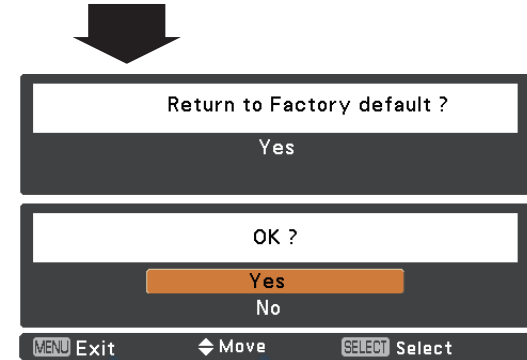 Return to Factory default ?
Yes
OK ?
Yes
No
MENU Exit Move SELECT Select